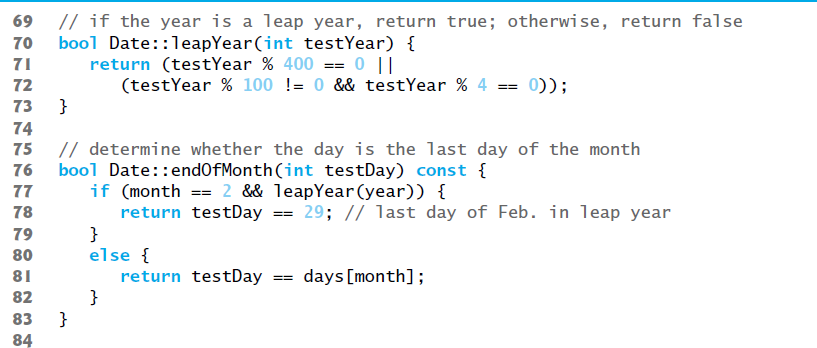 69 // if the year is a leap year, return true; otherwise, return false
70 bool Date::leapYear(int testYear) {
71    return (testYear % 400 == 0 ||
72       (testYear % 100 != 0 && testYear % 4 == 0));
73 }
74
75 // determine whether the day is the last day of the month
76 bool Date::endOfMonth(int testDay) const {
77    if (month == 2 && leapYear(year)) {
78       return testDay == 29; // last day of Feb. in leap year
79    }
80    else {
81       return testDay == days[month];
82    }
83 }
84